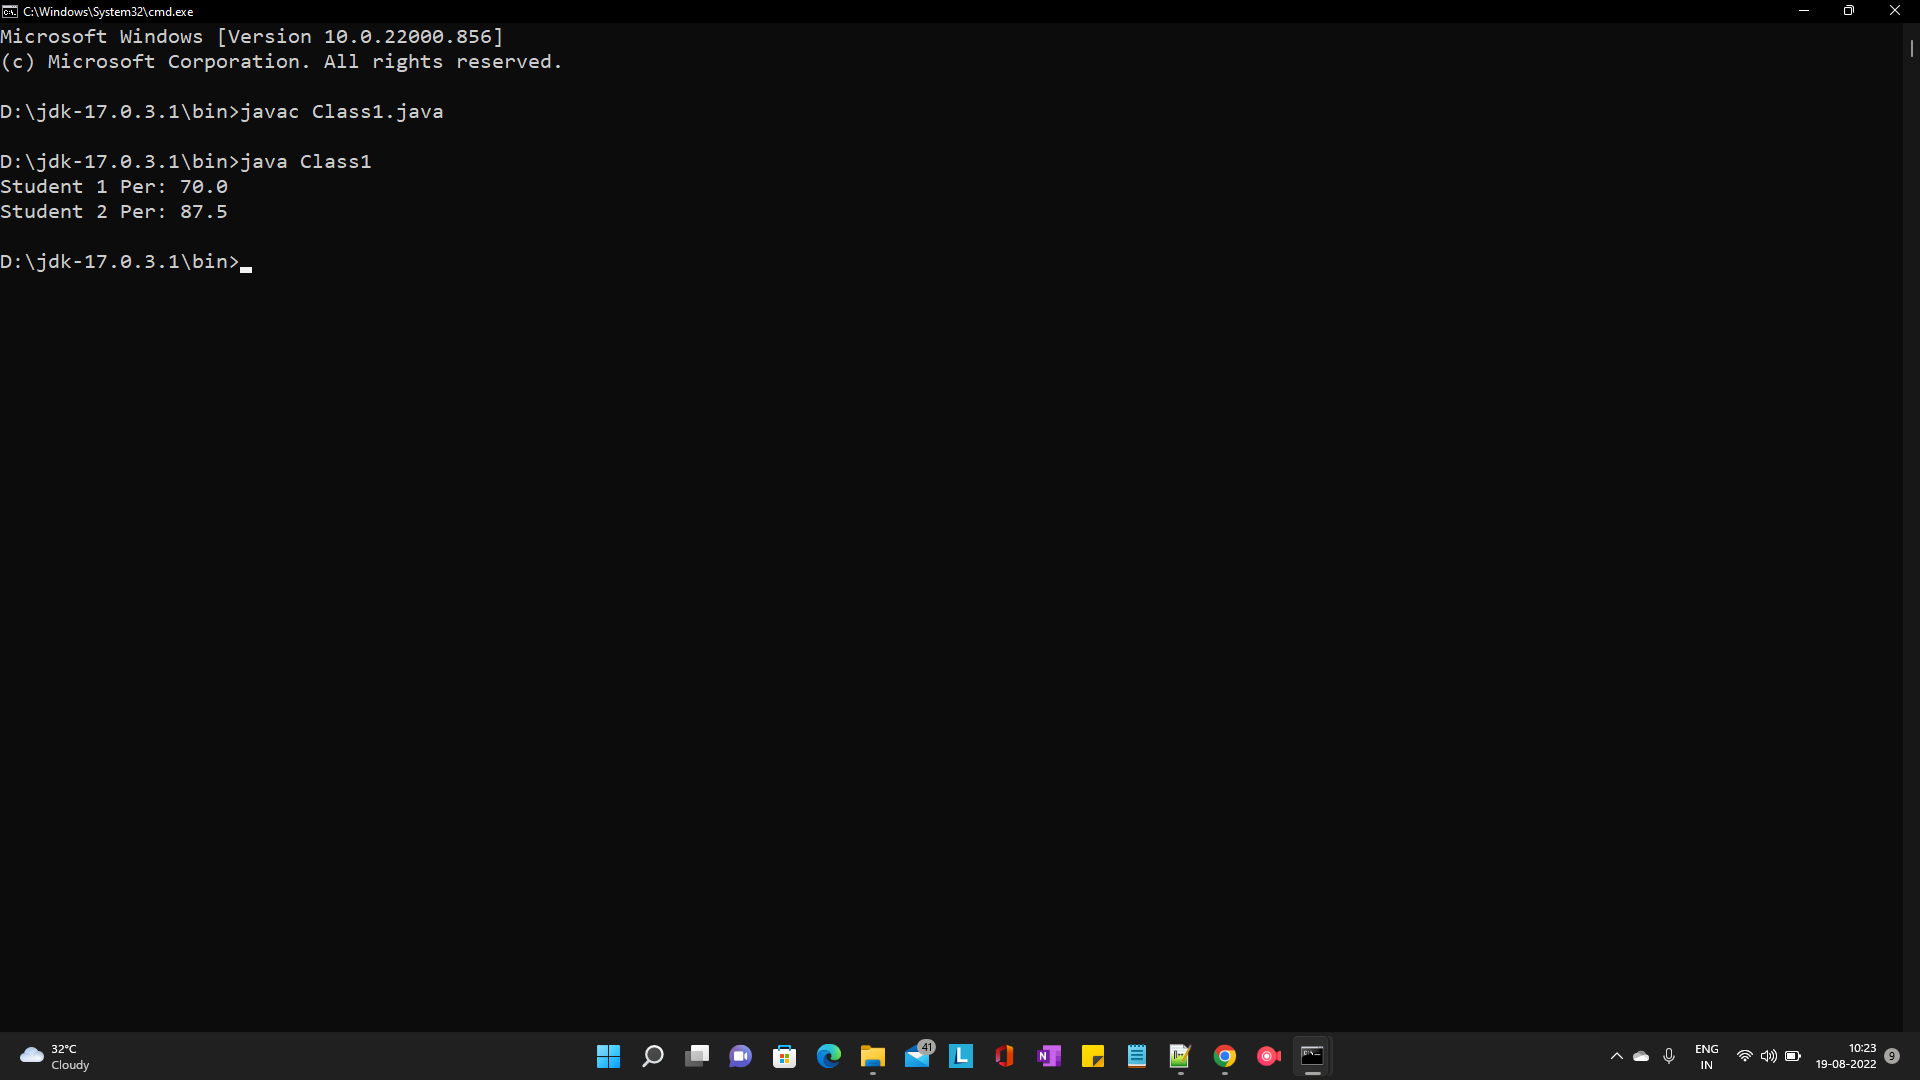 C:\Windows\System32\cmd.exe
Microsoft Windows [Version 10.0.22000.856]
(c) Microsoft Corporation. All rights reserved.
D:\jdk-17.0.3.1\bin>javac Class1.java
D:\jdk-17.0.3.1\bin>java Class1
Student 1 Per: 70.0
Student 2 Per: 87.5
D:\jdk-17.0.3.1\bin>
32°C
Cloudy
41
L
N
ENG
IN
10:23
19-08-2022
9